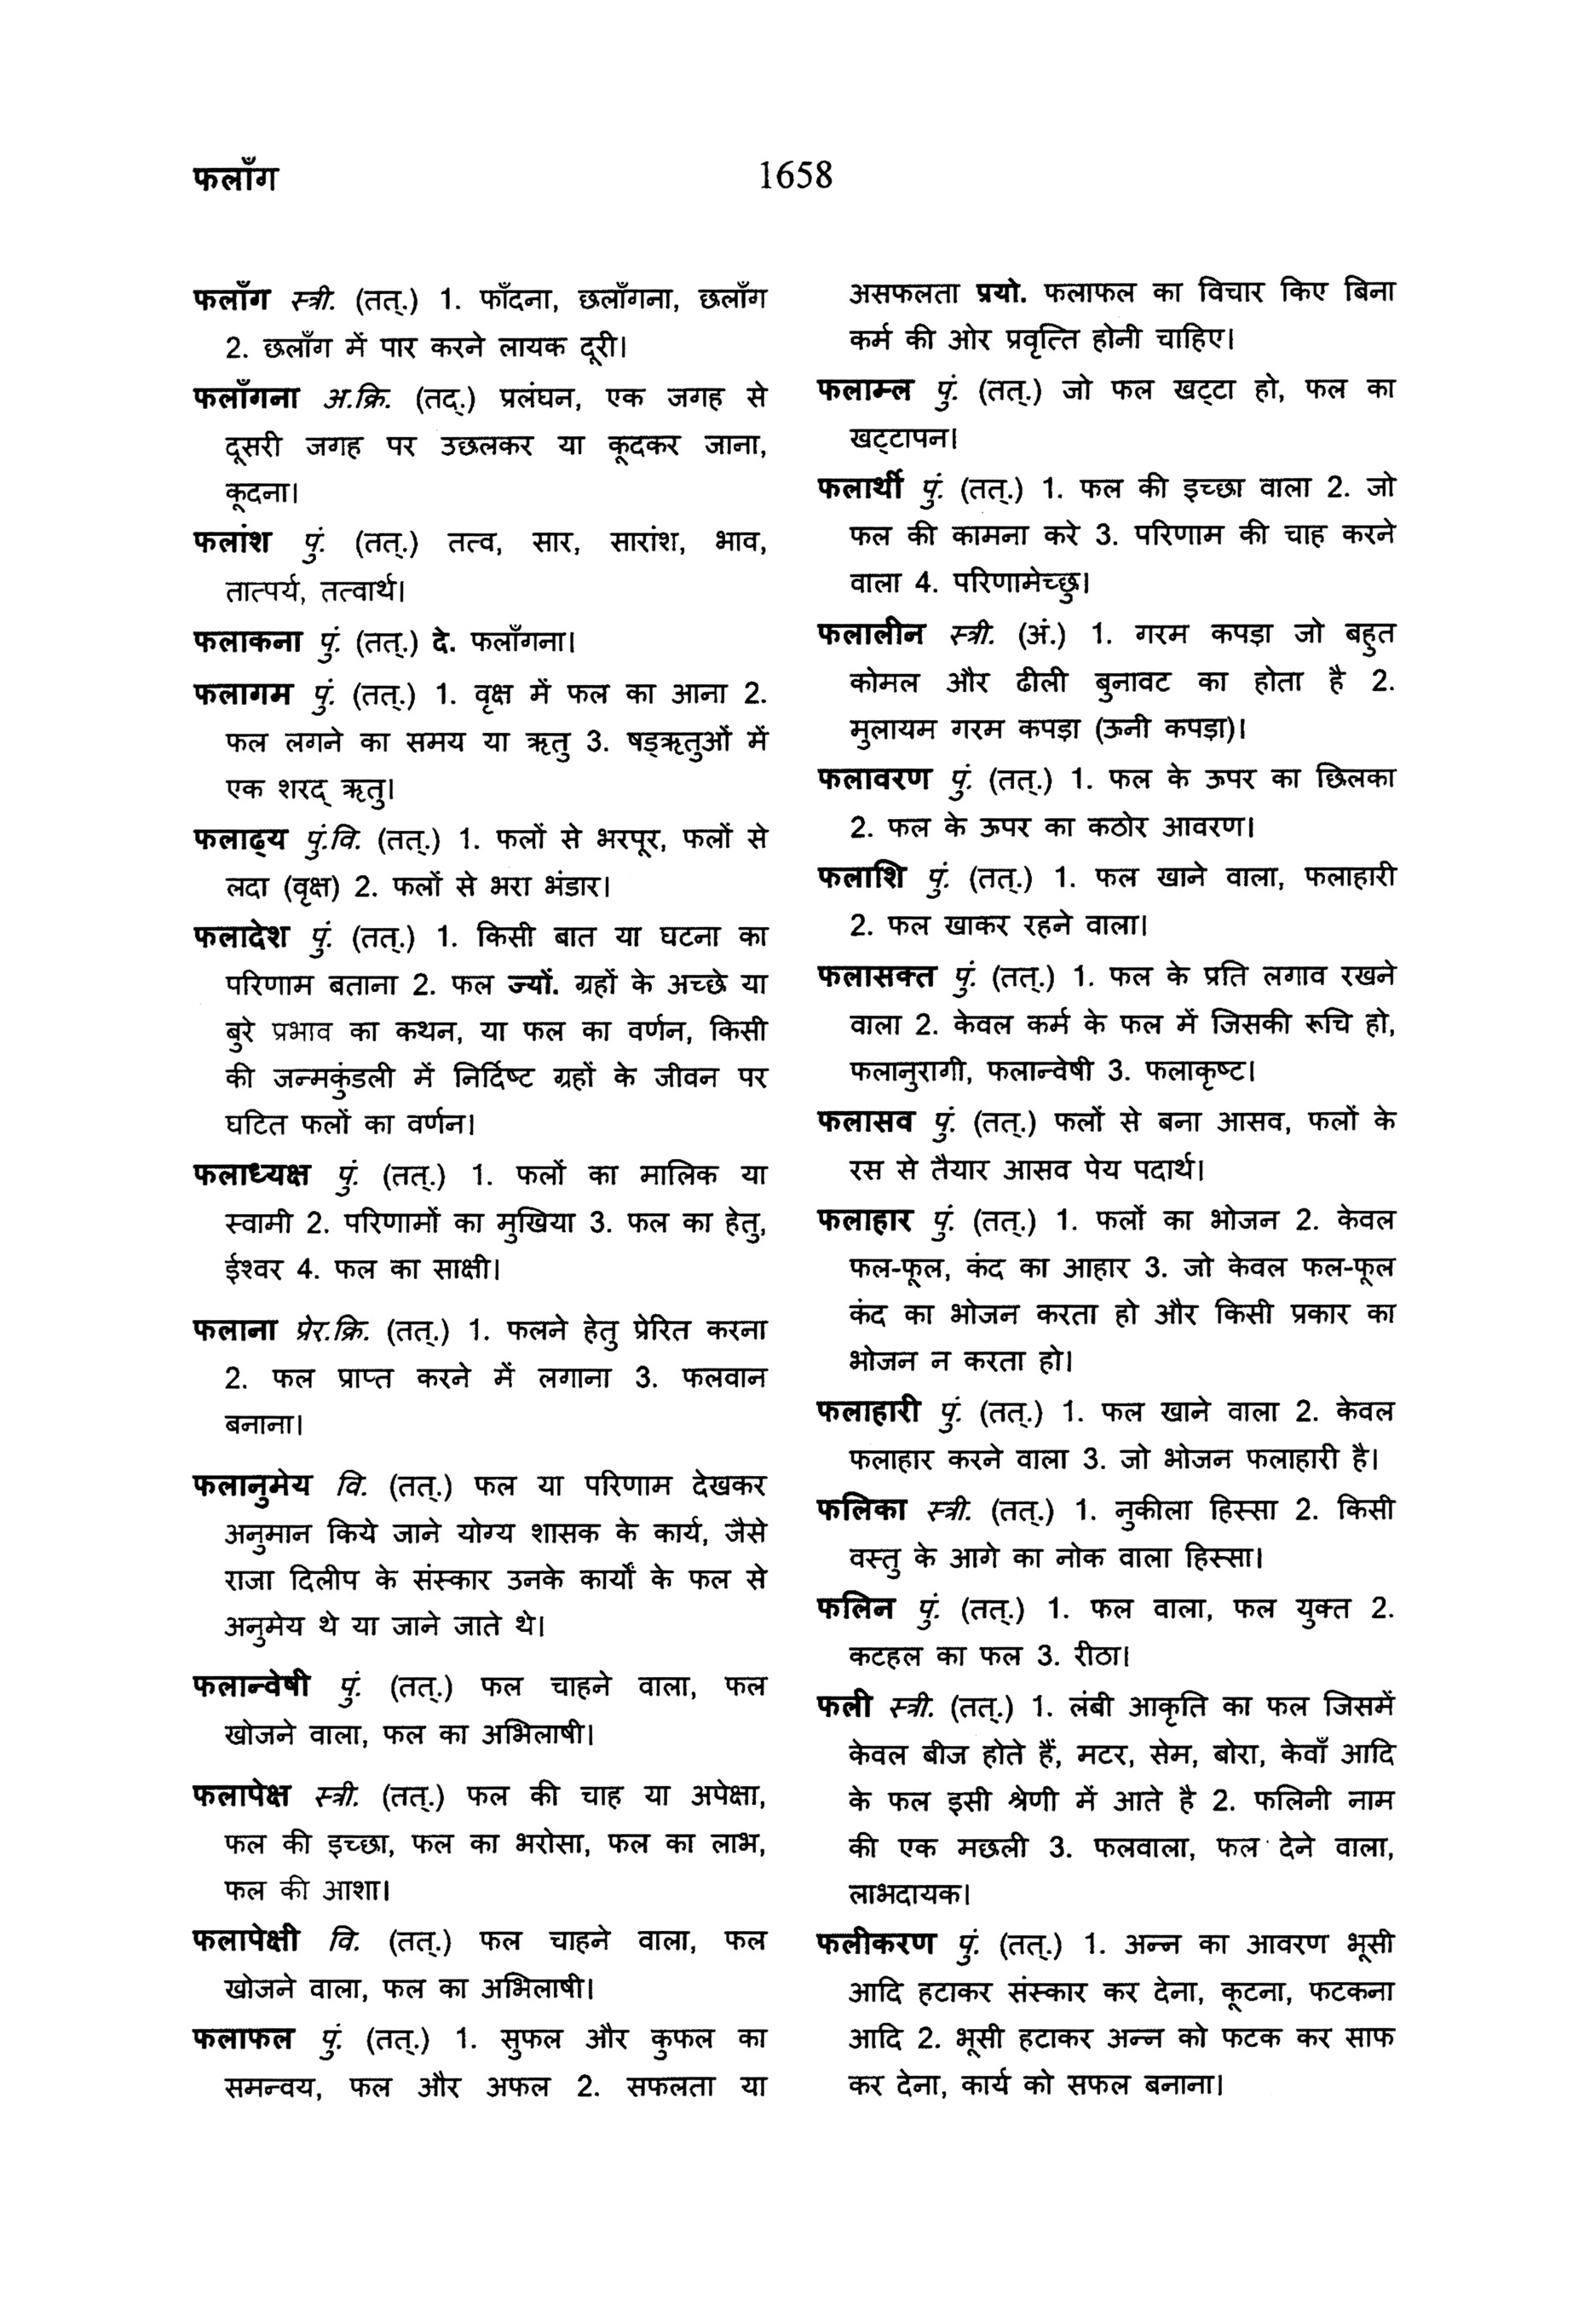 फलाँग
1658
फलाँग स्त्री. (तत्.) 1. फाँदना, छलाँगना, छलाँग
2. छलाँग में पार करने लायक दूरी।
फलाँगना अ.क्रि. (तद्.) प्रलंघन, एक जगह से
दूसरी जगह पर उछलकर या कूदकर जाना,
कूदना।
फलांश पुं. (तत्.) तत्व, सार, सारांश, भाव,
तात्पर्य, तत्वार्थ।
फलाकना पुं. (तत्.) दे. फलाँगना।
फलागम पुं. (तत्.) 1. वृक्ष में फल का आना 2.
फल लगने का समय या ऋतु 3. षड्ऋतुओं में
एक शरद् ऋतु।
फलाढ्य पुं.वि. (तत्.) 1. फलों से भरपूर, फलों से
लदा (वृक्ष) 2. फलों से भरा भंडार।
फलादेश पुं. (तत्.) 1. किसी बात या घटना का
परिणाम बताना 2. फल ज्यों. ग्रहों के अच्छे या
बुरे प्रभाव का कथन, या फल का वर्णन, किसी
की जन्मकुंडली में निर्दिष्ट ग्रहों के जीवन पर
घटित फलों का वर्णन।
फलाध्यक्ष पुं. (तत्.) 1. फलों का मालिक या
स्वामी 2. परिणामों का मुखिया 3. फल का हेतु,
ईश्वर 4. फल का साक्षी।
फलाना प्रेर.क्रि. (तत्.) 1. फलने हेतु प्रेरित करना
2. फल प्राप्त करने में लगाना 3. फलवान
बनाना।
फलानुमेय वि. (तत्.) फल या परिणाम देखकर
अनुमान किये जाने योग्य शासक के कार्य, जैसे
राजा दिलीप के संस्कार उनके कार्यों के फल से
अनुमेय थे या जाने जाते थे।
फलान्वेषी पुं. (तत्.) फल चाहने वाला, फल
खोजने वाला, फल का अभिलाषी।
फलापेक्ष स्त्री. (तत्.) फल की चाह या अपेक्षा,
फल की इच्छा, फल का भरोसा, फल का लाभ,
फल की आशा।
फलापेक्षी वि. (तत्.) फल चाहने वाला, फल
खोजने वाला, फल का अभिलाषी।
फलाफल पुं. (तत्.) 1. सुफल और कुफल का
समन्वय, फल और अफल 2. सफलता या
असफलता प्रयो. फलाफल का विचार किए बिना
कर्म की ओर प्रवृत्ति होनी चाहिए।
फलाम्ल पुं. (तत्.) जो फल खट्टा हो, फल का
खट्टापन।
फलार्थी पुं. (तत्.) 1. फल की इच्छा वाला 2. जो
फल की कामना करे 3. परिणाम की चाह करने
वाला 4. परिणामेच्छु।
फलालीन स्त्री. (अं.) 1. गरम कपड़ा जो बहुत
कोमल और ढीली बुनावट का होता है 2.
मुलायम गरम कपड़ा (ऊनी कपड़ा)।
फलावरण पुं. (तत्.) 1. फल के ऊपर का छिलका
2. फल के ऊपर का कठोर आवरण।
फलाशि पुं. (तत्.) 1. फल खाने वाला, फलाहारी
2. फल खाकर रहने वाला।
फलासक्त पुं. (तत्.) 1. फल के प्रति लगाव रखने
वाला 2. केवल कर्म के फल में जिसकी रूचि हो,
फलानुरागी, फलान्वेषी 3. फलाकृष्ट।
फलासव पुं. (तत्.) फलों से बना आसव, फलों के
रस से तैयार आसव पेय पदार्थ।
फलाहार पुं. (तत्.) 1. फलों का भोजन 2. केवल
फल-फूल, कंद का आहार 3. जो केवल फल-फूल
कंद का भोजन करता हो और किसी प्रकार का
भोजन न करता हो।
फलाहारी पुं. (तत्.) 1. फल खाने वाला 2. केवल
फलाहार करने वाला 3. जो भोजन फलाहारी है।
फलिका स्त्री. (तत्.) 1. नुकीला हिस्सा 2. किसी
वस्तु के आगे का नोक वाला हिस्सा।
फलिन पुं. (तत्.) 1. फल वाला, फल युक्त 2.
कटहल का फल 3. रीठा।
फली स्त्री. (तत्.) 1. लंबी आकृति का फल जिसमें
केवल बीज होते हैं, मटर, सेम, बोरा, केवाँ आदि
के फल इसी श्रेणी में आते है 2. फलिनी नाम
की एक मछली 3. फलवाला, फल देने वाला,
लाभदायक।
फलीकरण पुं. (तत्.) 1. अन्न का आवरण भूसी
आदि हटाकर संस्कार कर देना, कूटना, फटकना
आदि 2. भूसी हटाकर अन्न को फटक कर साफ
कर देना, कार्य को सफल बनाना।